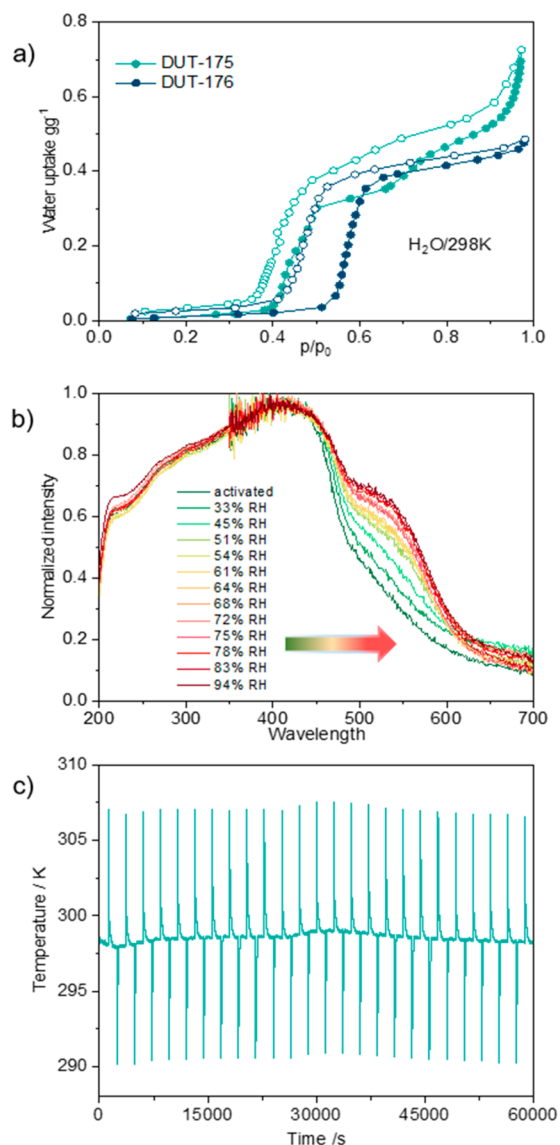 a)
DUT-175
DUT-176
Water uptake gg⁻¹
0.8
0.6
0.4
0.2
0.0
H₂O/298K
0.0 0.2 0.4 0.6 0.8 1.0
p/p₀
b)
Normalized intensity
1.0
0.8
0.6
0.4
0.2
0.0
activated
33% RH
45% RH
51% RH
54% RH
61% RH
64% RH
68% RH
72% RH
75% RH
78% RH
83% RH
94% RH
200 300 400 500 600 700
Wavelength
c)
Temperature / K
310
305
300
295
290
0 15000 30000 45000 60000
Time /s